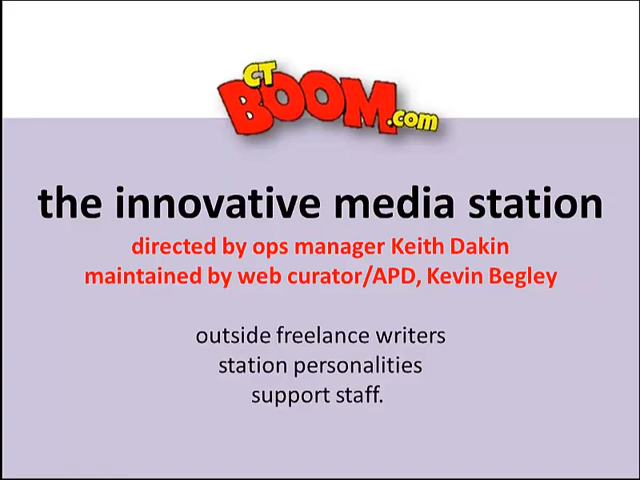 CT
BOOM.com
the innovative media station
directed by ops manager Keith Dakin
maintained by web curator/APD, Kevin Begley
outside freelance writers
station personalities
support staff.